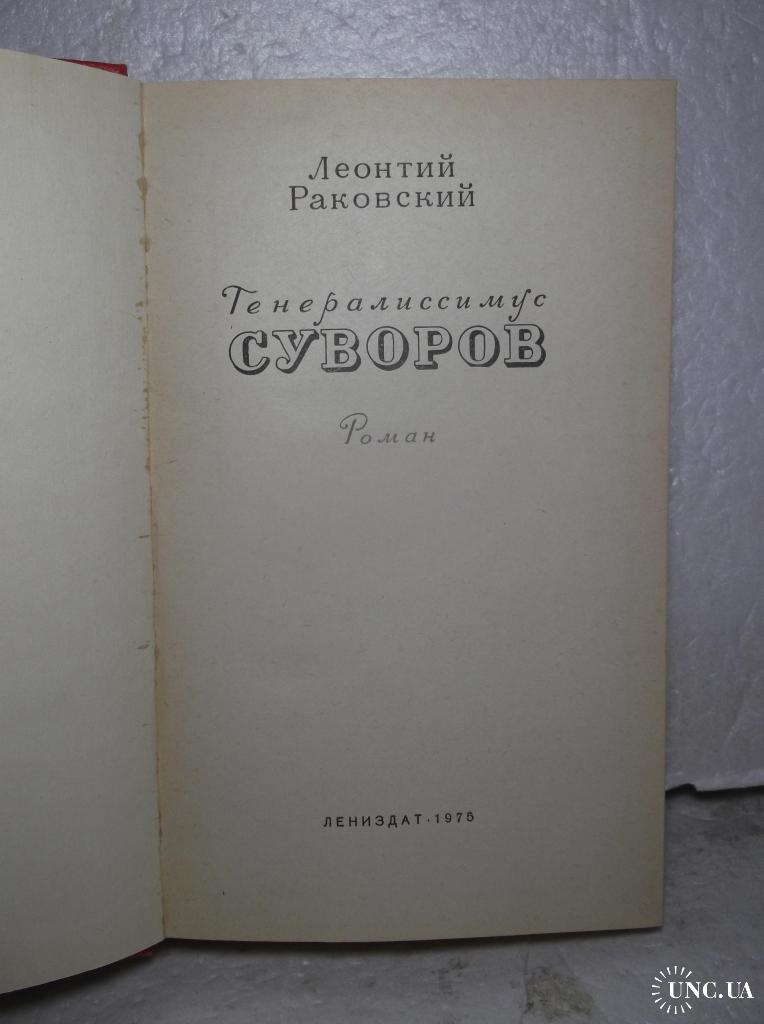 Леонтий
Раковский
Генералиссимус
СУВОРОВ
Роман
ЛЕНИЗДАТ · 1975
UNC.UA